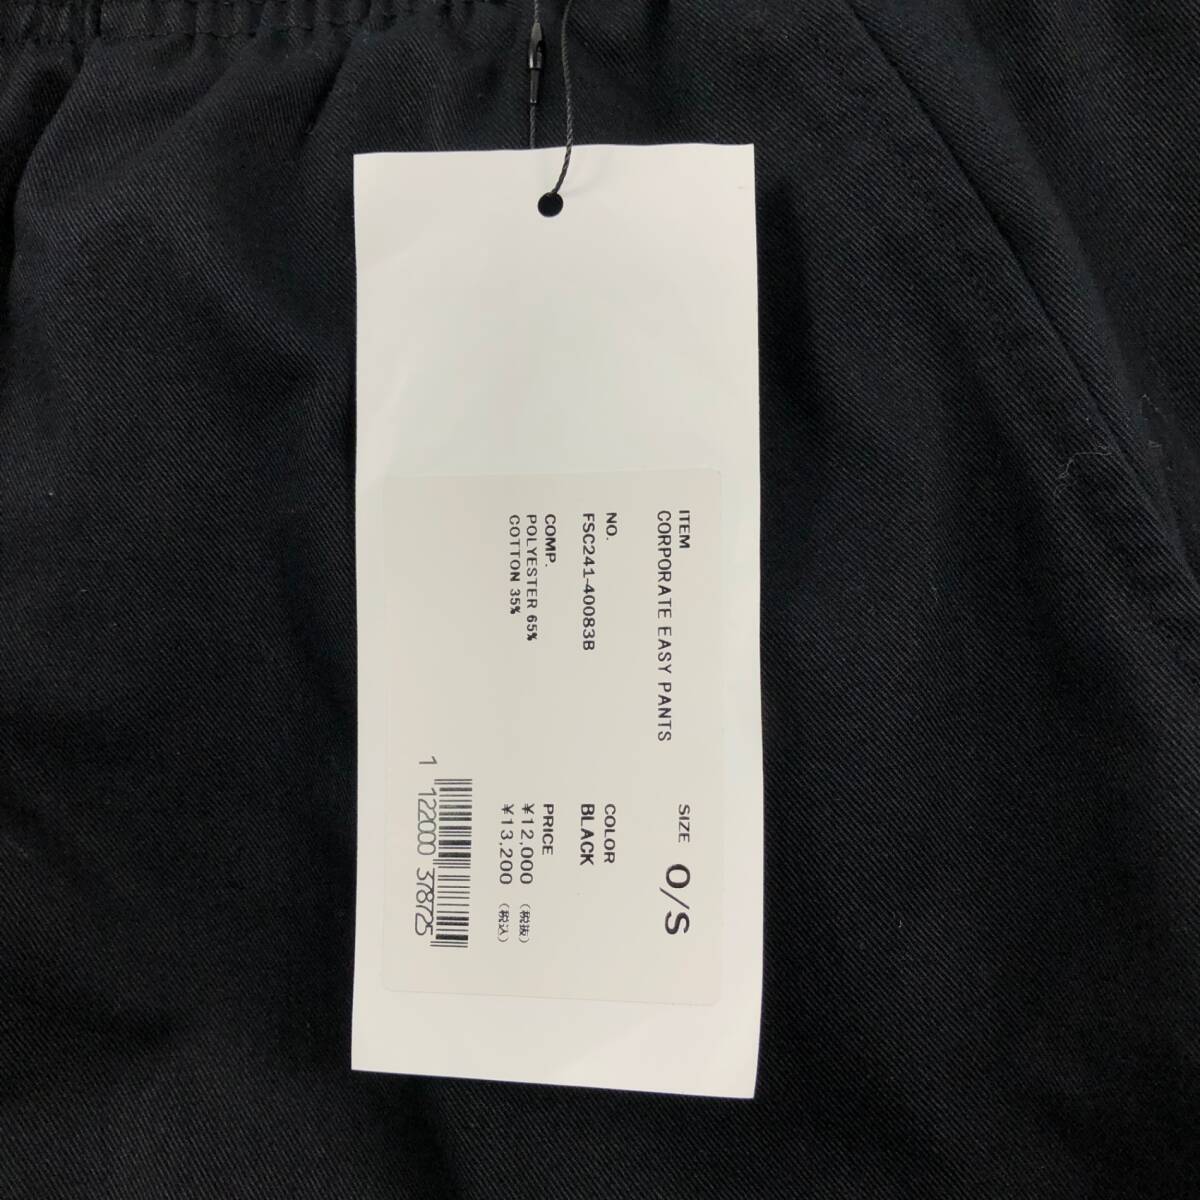 ITEM
CORPORATE EASY PANTS
SIZE O/S
NO.
FSC241-40083B
COLOR
BLACK
COMP.
POLYESTER 65%
COTTON 35%
PRICE
¥12,000 (税抜)
¥13,200 (税込)
1 122000 378725